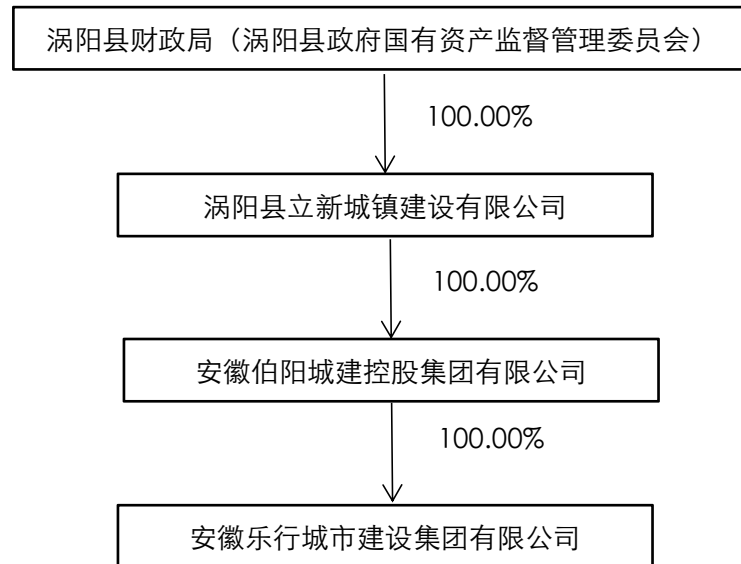 涡阳县财政局（涡阳县政府国有资产监督管理委员会）
100.00%
涡阳县立新城镇建设有限公司
100.00%
安徽伯阳城建控股集团有限公司
100.00%
安徽乐行城市建设集团有限公司